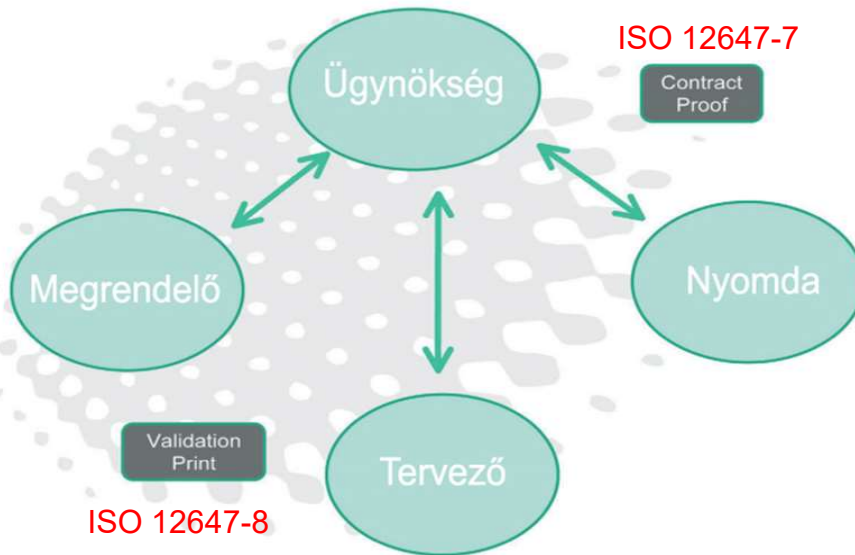 ISO 12647-7
Ügynökség
Contract
Proof
Megrendelő
Nyomda
Validation
Print
Tervező
ISO 12647-8